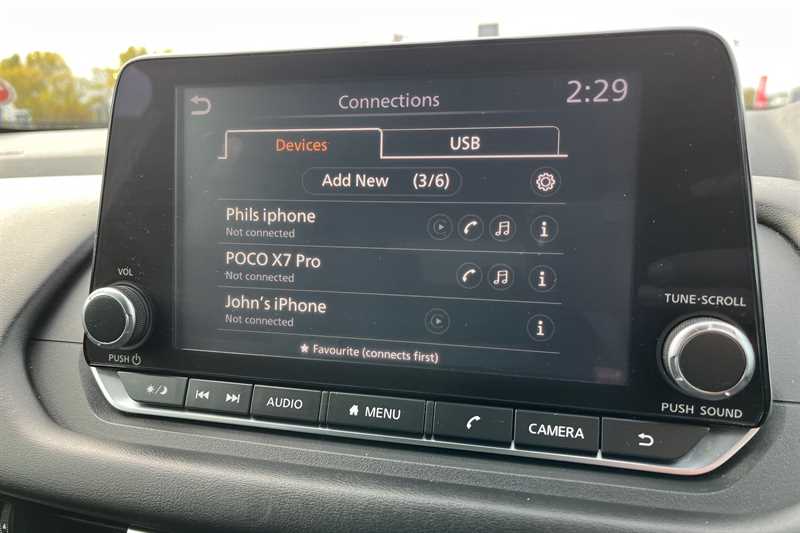 Connections
2:29
Devices
USB
Add New (3/6)
Phils iphone
Not connected
POCO X7 Pro
Not connected
John's iPhone
Not connected
★ Favourite (connects first)
VOL
PUSH
TUNE·SCROLL
PUSH SOUND
AUDIO
MENU
CAMERA